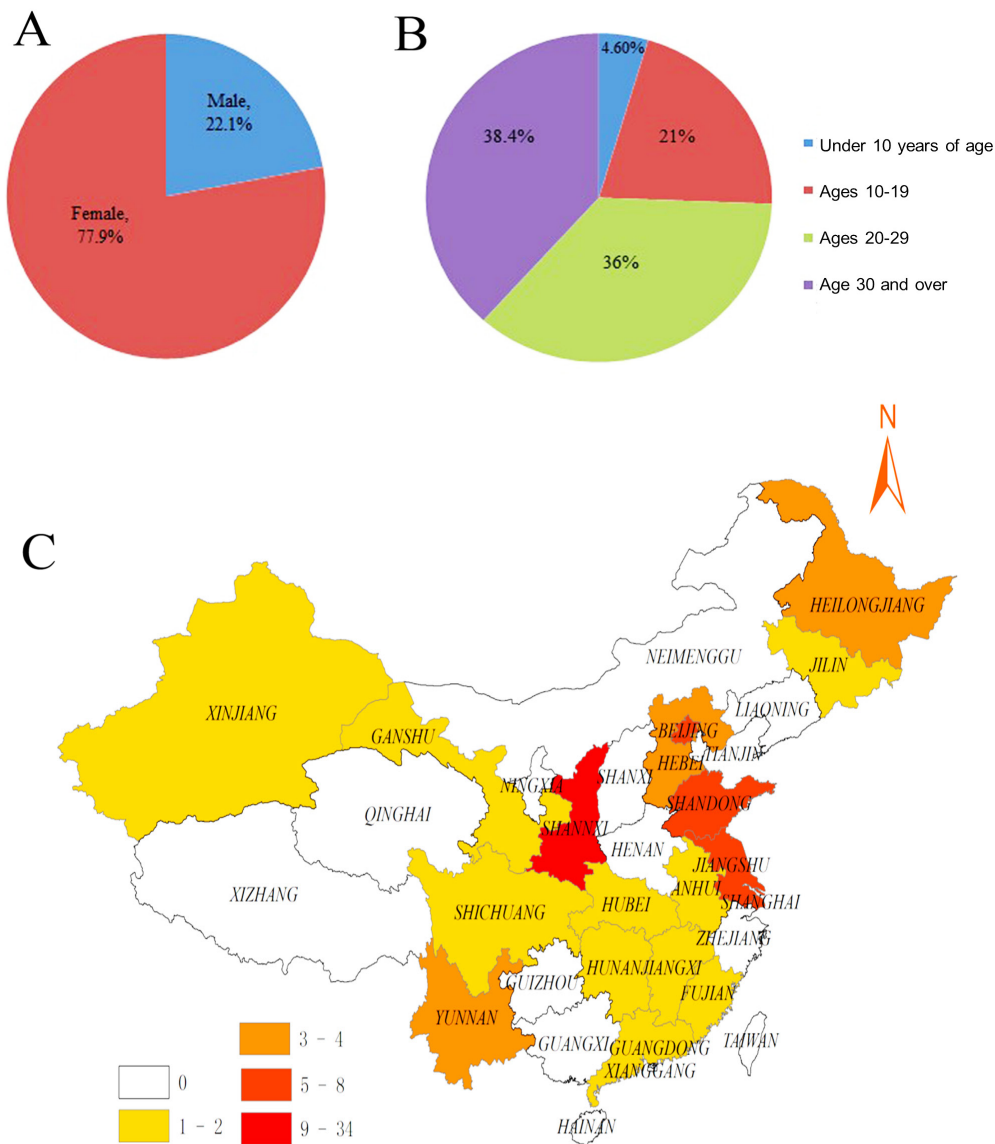 A
Male,
22.1%
Female,
77.9%
B
4.60%
21%
36%
38.4%
Under 10 years of age
Ages 10-19
Ages 20-29
Age 30 and over
C
N
HEILONGJIANG
JILIN
NEIMENGGU
LIAONING
XINJIANG
GANSHU
BEIJING
TIANJIN
HEBEI
SHANXI
NINGXIA
SHANDONG
QINGHAI
SHANNXI
HENAN
JIANGSHU
ANHUI
SHANGHAI
XIZHANG
SHICHUANG
HUBEI
ZHEJIANG
HUNAN
JIANGXI
GUIZHOU
FUJIAN
YUNNAN
GUANGXI
GUANGDONG
TAIWAN
XIANGGANG
HAINAN
0
1 - 2
3 - 4
5 - 8
9 - 34